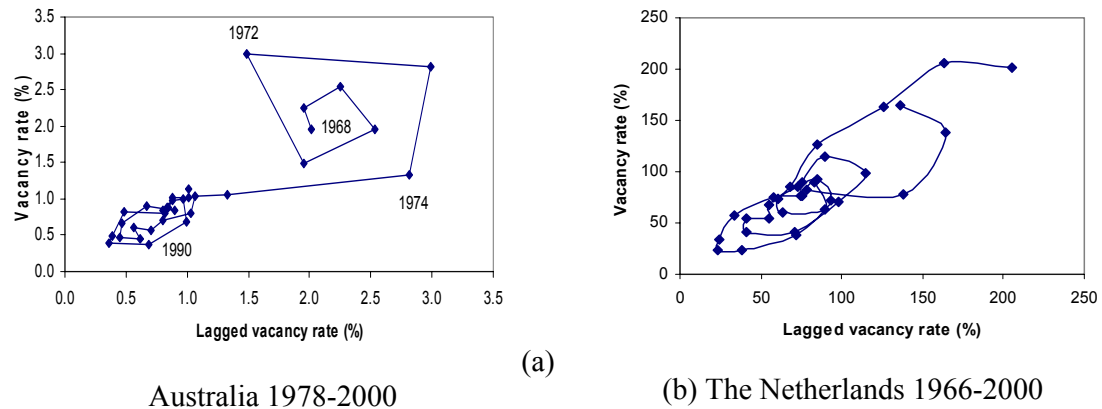 3.5
3.0
2.5
2.0
1.5
1.0
0.5
0.0
Vacancy rate (%)
1972
1968
1974
1990
0.0 0.5 1.0 1.5 2.0 2.5 3.0 3.5
Lagged vacancy rate (%)
250
200
150
100
50
0
Vacancy rate (%)
0 50 100 150 200 250
Lagged vacancy rate (%)
(a)
Australia 1978-2000
(b) The Netherlands 1966-2000